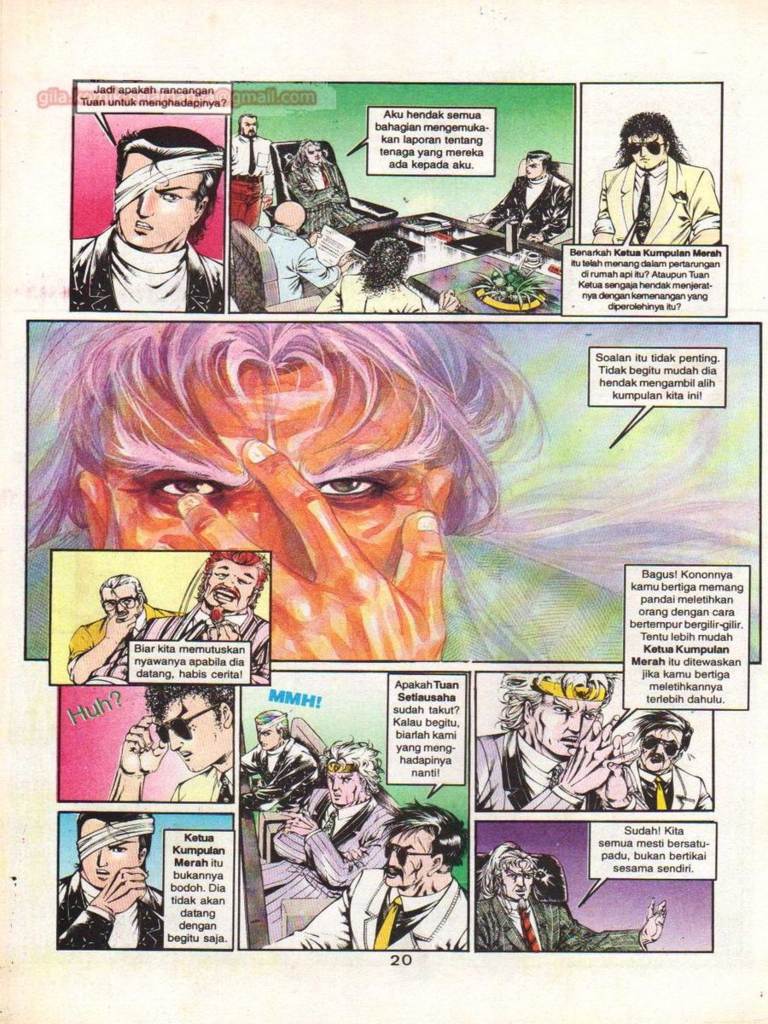 Jadi apakah rancangan
Tuan untuk menghadapinya?
Aku hendak semua
bahagian mengemuka-
kan laporan tentang
tenaga yang mereka
ada kepada aku.
Benarkah Ketua Kumpulan Merah
itu telah menang dalam pertarungan
di rumah api itu? Ataupun Tuan
Ketua sengaja hendak menjerat-
nya dengan kemenangan yang
diperolehinya itu?
Soalan itu tidak penting.
Tidak begitu mudah dia
hendak mengambil alih
kumpulan kita ini!
Biar kita memutuskan
nyawanya apabila dia
datang, habis cerita!
Bagus! Kononnya
kamu bertiga memang
pandai meletihkan
orang dengan cara
bertempur bergilir-gilir.
Tentu lebih mudah
Ketua Kumpulan
Merah itu ditewaskan
jika kamu bertiga
meletihkannya
terlebih dahulu.
Huh?
MMH!
Apakah Tuan
Setiausaha
sudah takut?
Kalau begitu,
biarlah kami
yang meng-
hadapinya
nanti!
Ketua
Kumpulan
Merah itu
bukannya
bodoh. Dia
tidak akan
datang
dengan
begitu saja.
Sudah! Kita
semua mesti bersatu-
padu, bukan bertikai
sesama sendiri.
20